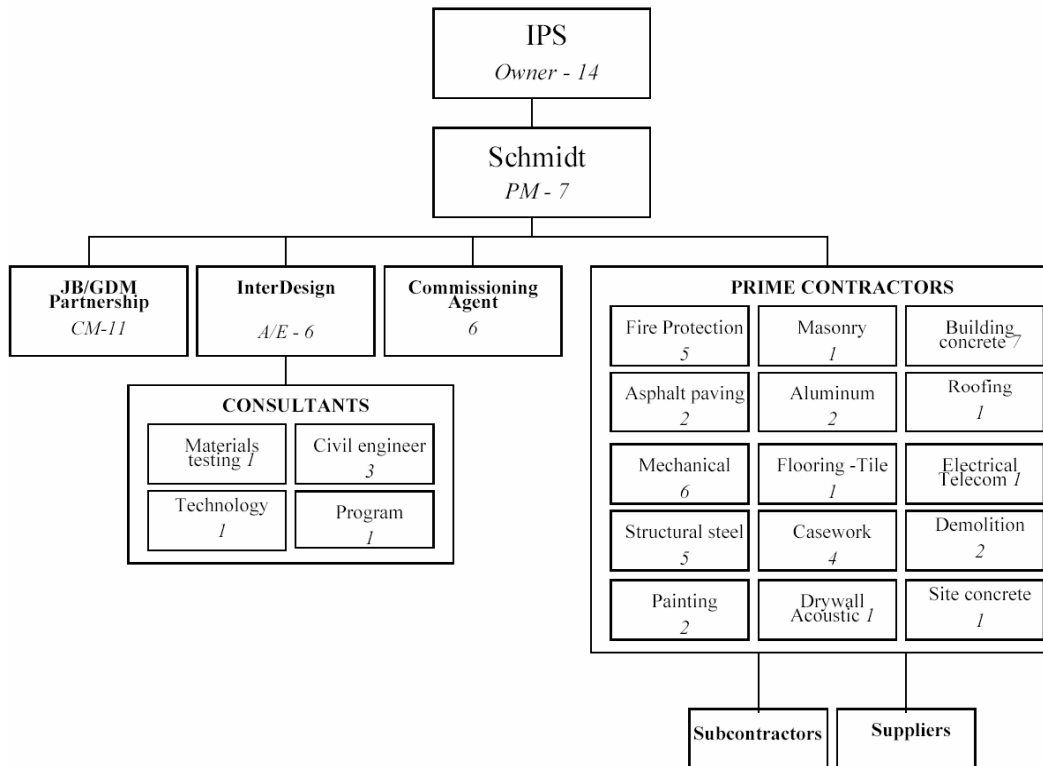 IPS
Owner - 14
Schmidt
PM - 7
JB/GDM
Partnership
CM-11
InterDesign
A/E - 6
Commissioning
Agent
6
CONSULTANTS
Materials
testing 1
Civil engineer
3
Technology
1
Program
1
PRIME CONTRACTORS
Fire Protection
5
Masonry
1
Building
concrete 7
Asphalt paving
2
Aluminum
2
Roofing
1
Mechanical
6
Flooring -Tile
1
Electrical
Telecom 1
Structural steel
5
Casework
4
Demolition
2
Painting
2
Drywall
Acoustic 1
Site concrete
1
Subcontractors
Suppliers